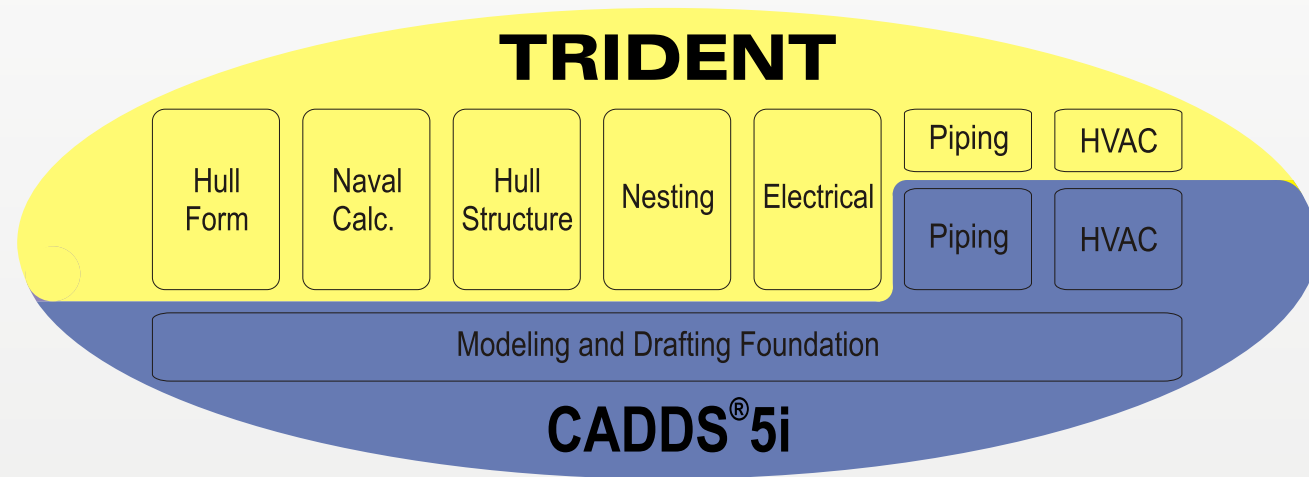 TRIDENT
Hull
Form
Naval
Calc.
Hull
Structure
Nesting
Electrical
Piping
HVAC
Piping
HVAC
Modeling and Drafting Foundation
CADDS®5i